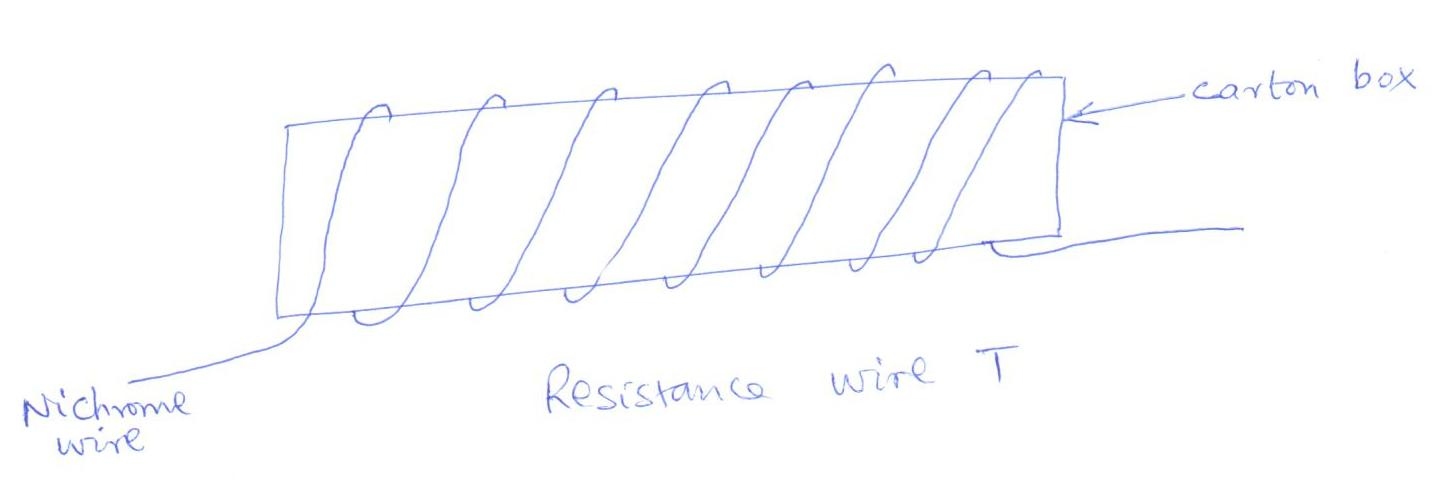 carton box
Nichrome
wire
Resistance wire T